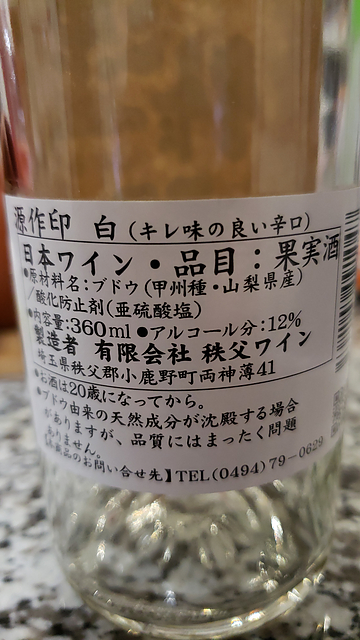 源作印 白 (キレ味の良い辛口)
日本ワイン・品目：果実酒
●原材料名：ブドウ(甲州種・山梨県産)
/酸化防止剤(亜硫酸塩)
●内容量：360ml ●アルコール分：12%
製造者 有限会社 秩父ワイン
埼玉県秩父郡小鹿野町両神薄41
●お酒は20歳になってから。
●ブドウ由来の天然成分が沈殿する場合
がありますが、品質にはまったく問題
ありません。
のお問い合せ先】TEL(0494)79-0629